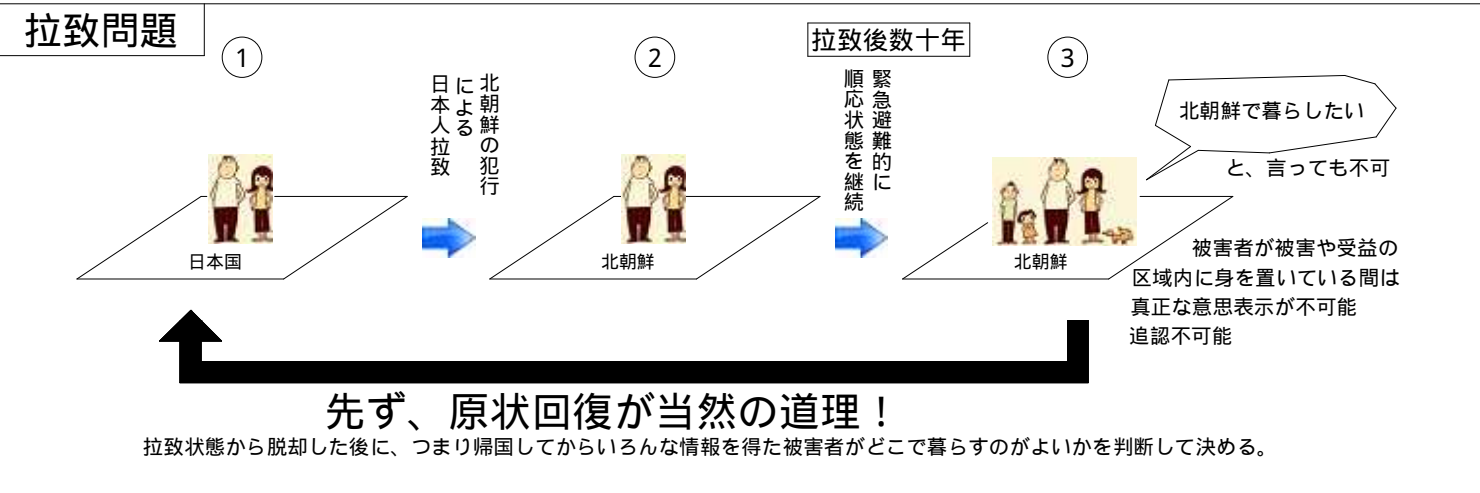 拉致問題
①
日本国
北朝鮮の犯行
による
日本人拉致
②
北朝鮮
拉致後数十年
緊急避難的に
順応状態を継続
③
北朝鮮
北朝鮮で暮らしたい
と、言っても不可
被害者が被害や受益の
区域内に身を置いている間は
真正な意思表示が不可能
追認不可能
先ず、原状回復が当然の道理！
拉致状態から脱却した後に、つまり帰国してからいろんな情報を得た被害者がどこで暮らすのがよいかを判断して決める。